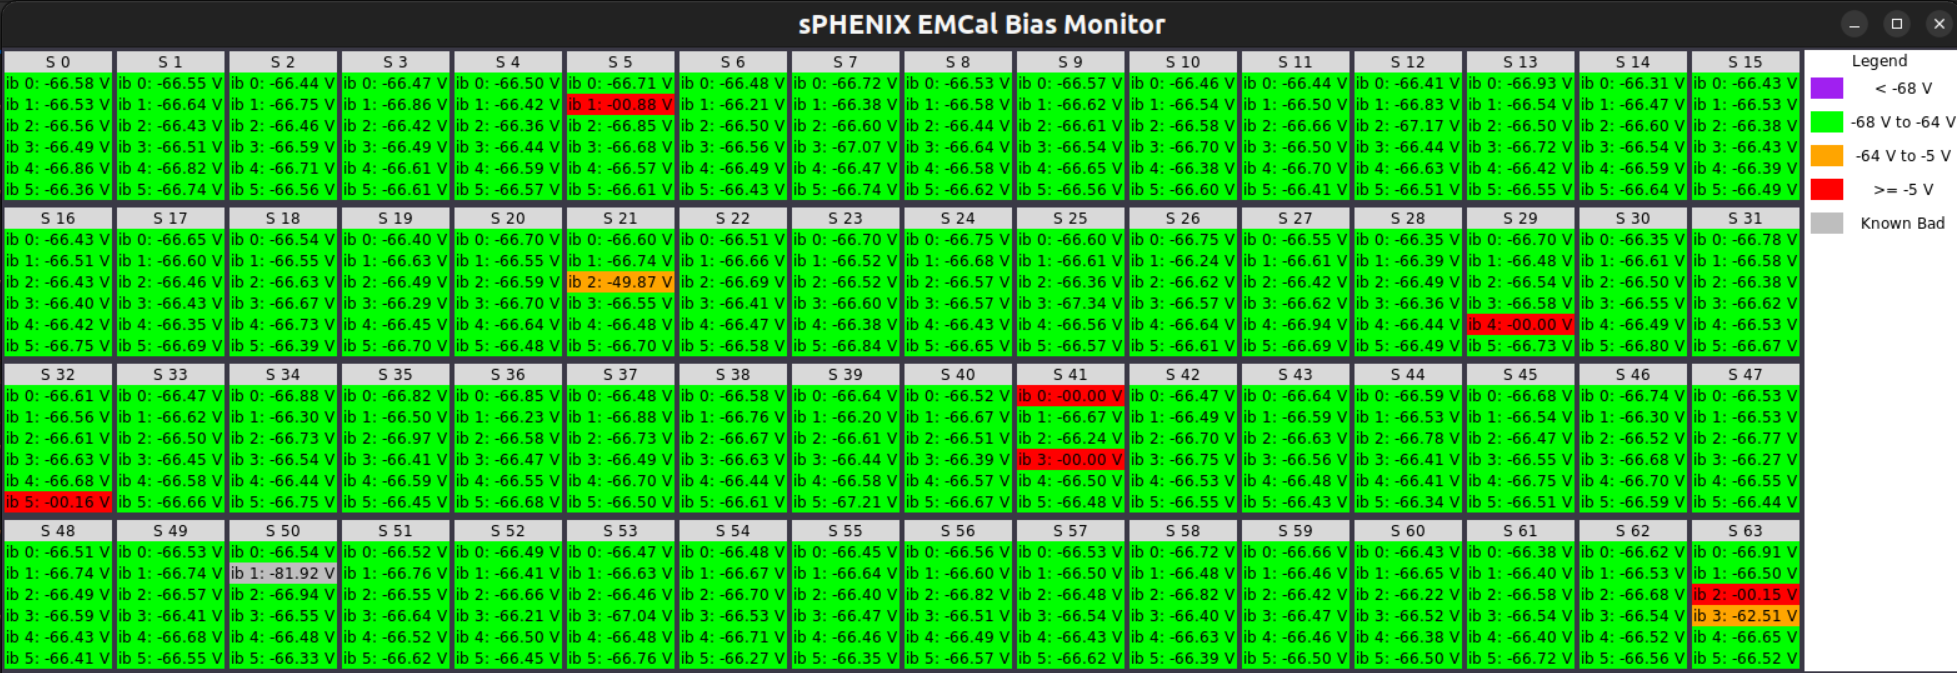 sPHENIX EMCal Bias Monitor
S 0 S 1 S 2 S 3 S 4 S 5 S 6 S 7 S 8 S 9 S 10 S 11 S 12 S 13 S 14 S 15
ib 0: -66.58 V ib 0: -66.55 V ib 0: -66.44 V ib 0: -66.47 V ib 0: -66.50 V ib 0: -66.71 V ib 0: -66.48 V ib 0: -66.72 V ib 0: -66.53 V ib 0: -66.57 V ib 0: -66.46 V ib 0: -66.44 V ib 0: -66.41 V ib 0: -66.93 V ib 0: -66.31 V ib 0: -66.43 V
ib 1: -66.53 V ib 1: -66.64 V ib 1: -66.75 V ib 1: -66.86 V ib 1: -66.42 V ib 1: -00.88 V ib 1: -66.21 V ib 1: -66.38 V ib 1: -66.58 V ib 1: -66.62 V ib 1: -66.54 V ib 1: -66.50 V ib 1: -66.83 V ib 1: -66.54 V ib 1: -66.47 V ib 1: -66.53 V
ib 2: -66.56 V ib 2: -66.43 V ib 2: -66.46 V ib 2: -66.42 V ib 2: -66.36 V ib 2: -66.85 V ib 2: -66.50 V ib 2: -66.60 V ib 2: -66.44 V ib 2: -66.61 V ib 2: -66.58 V ib 2: -66.66 V ib 2: -67.17 V ib 2: -66.50 V ib 2: -66.60 V ib 2: -66.38 V
ib 3: -66.49 V ib 3: -66.51 V ib 3: -66.59 V ib 3: -66.49 V ib 3: -66.44 V ib 3: -66.68 V ib 3: -66.56 V ib 3: -67.07 V ib 3: -66.64 V ib 3: -66.54 V ib 3: -66.70 V ib 3: -66.50 V ib 3: -66.44 V ib 3: -66.72 V ib 3: -66.54 V ib 3: -66.43 V
ib 4: -66.86 V ib 4: -66.82 V ib 4: -66.71 V ib 4: -66.61 V ib 4: -66.59 V ib 4: -66.57 V ib 4: -66.49 V ib 4: -66.47 V ib 4: -66.58 V ib 4: -66.65 V ib 4: -66.38 V ib 4: -66.70 V ib 4: -66.63 V ib 4: -66.42 V ib 4: -66.59 V ib 4: -66.39 V
ib 5: -66.36 V ib 5: -66.74 V ib 5: -66.56 V ib 5: -66.61 V ib 5: -66.57 V ib 5: -66.61 V ib 5: -66.43 V ib 5: -66.74 V ib 5: -66.62 V ib 5: -66.56 V ib 5: -66.60 V ib 5: -66.41 V ib 5: -66.51 V ib 5: -66.55 V ib 5: -66.64 V ib 5: -66.49 V
S 16 S 17 S 18 S 19 S 20 S 21 S 22 S 23 S 24 S 25 S 26 S 27 S 28 S 29 S 30 S 31
ib 0: -66.43 V ib 0: -66.65 V ib 0: -66.54 V ib 0: -66.40 V ib 0: -66.70 V ib 0: -66.60 V ib 0: -66.51 V ib 0: -66.70 V ib 0: -66.75 V ib 0: -66.60 V ib 0: -66.75 V ib 0: -66.55 V ib 0: -66.35 V ib 0: -66.70 V ib 0: -66.35 V ib 0: -66.78 V
ib 1: -66.51 V ib 1: -66.60 V ib 1: -66.55 V ib 1: -66.63 V ib 1: -66.55 V ib 1: -66.74 V ib 1: -66.66 V ib 1: -66.52 V ib 1: -66.68 V ib 1: -66.61 V ib 1: -66.24 V ib 1: -66.61 V ib 1: -66.39 V ib 1: -66.48 V ib 1: -66.61 V ib 1: -66.58 V
ib 2: -66.43 V ib 2: -66.46 V ib 2: -66.63 V ib 2: -66.49 V ib 2: -66.59 V ib 2: -49.87 V ib 2: -66.69 V ib 2: -66.52 V ib 2: -66.57 V ib 2: -66.36 V ib 2: -66.62 V ib 2: -66.42 V ib 2: -66.49 V ib 2: -66.54 V ib 2: -66.50 V ib 2: -66.38 V
ib 3: -66.40 V ib 3: -66.43 V ib 3: -66.67 V ib 3: -66.29 V ib 3: -66.70 V ib 3: -66.55 V ib 3: -66.41 V ib 3: -66.60 V ib 3: -66.57 V ib 3: -67.34 V ib 3: -66.57 V ib 3: -66.62 V ib 3: -66.36 V ib 3: -66.58 V ib 3: -66.55 V ib 3: -66.62 V
ib 4: -66.42 V ib 4: -66.35 V ib 4: -66.73 V ib 4: -66.45 V ib 4: -66.64 V ib 4: -66.48 V ib 4: -66.47 V ib 4: -66.38 V ib 4: -66.43 V ib 4: -66.56 V ib 4: -66.66 V ib 4: -66.94 V ib 4: -66.44 V ib 4: -00.00 V ib 4: -66.49 V ib 4: -66.53 V
ib 5: -66.75 V ib 5: -66.69 V ib 5: -66.39 V ib 5: -66.70 V ib 5: -66.48 V ib 5: -66.70 V ib 5: -66.58 V ib 5: -66.84 V ib 5: -66.65 V ib 5: -66.57 V ib 5: -66.61 V ib 5: -66.69 V ib 5: -66.49 V ib 5: -66.73 V ib 5: -66.80 V ib 5: -66.67 V
S 32 S 33 S 34 S 35 S 36 S 37 S 38 S 39 S 40 S 41 S 42 S 43 S 44 S 45 S 46 S 47
ib 0: -66.61 V ib 0: -66.47 V ib 0: -66.88 V ib 0: -66.82 V ib 0: -66.85 V ib 0: -66.48 V ib 0: -66.58 V ib 0: -66.64 V ib 0: -66.52 V ib 0: -00.00 V ib 0: -66.47 V ib 0: -66.64 V ib 0: -66.59 V ib 0: -66.68 V ib 0: -66.74 V ib 0: -66.53 V
ib 1: -66.56 V ib 1: -66.62 V ib 1: -66.30 V ib 1: -66.50 V ib 1: -66.23 V ib 1: -66.88 V ib 1: -66.76 V ib 1: -66.20 V ib 1: -66.67 V ib 1: -66.67 V ib 1: -66.49 V ib 1: -66.59 V ib 1: -66.53 V ib 1: -66.54 V ib 1: -66.30 V ib 1: -66.53 V
ib 2: -66.61 V ib 2: -66.50 V ib 2: -66.73 V ib 2: -66.97 V ib 2: -66.58 V ib 2: -66.73 V ib 2: -66.67 V ib 2: -66.61 V ib 2: -66.51 V ib 2: -66.24 V ib 2: -66.70 V ib 2: -66.63 V ib 2: -66.78 V ib 2: -66.47 V ib 2: -66.52 V ib 2: -66.77 V
ib 3: -66.63 V ib 3: -66.45 V ib 3: -66.54 V ib 3: -66.41 V ib 3: -66.47 V ib 3: -66.49 V ib 3: -66.63 V ib 3: -66.44 V ib 3: -66.39 V ib 3: -00.00 V ib 3: -66.75 V ib 3: -66.56 V ib 3: -66.41 V ib 3: -66.55 V ib 3: -66.68 V ib 3: -66.27 V
ib 4: -66.68 V ib 4: -66.58 V ib 4: -66.44 V ib 4: -66.59 V ib 4: -66.55 V ib 4: -66.70 V ib 4: -66.44 V ib 4: -66.58 V ib 4: -66.57 V ib 4: -66.50 V ib 4: -66.53 V ib 4: -66.48 V ib 4: -66.41 V ib 4: -66.75 V ib 4: -66.70 V ib 4: -66.55 V
ib 5: -00.16 V ib 5: -66.66 V ib 5: -66.75 V ib 5: -66.45 V ib 5: -66.68 V ib 5: -66.50 V ib 5: -66.61 V ib 5: -67.21 V ib 5: -66.67 V ib 5: -66.48 V ib 5: -66.55 V ib 5: -66.43 V ib 5: -66.34 V ib 5: -66.51 V ib 5: -66.59 V ib 5: -66.44 V
S 48 S 49 S 50 S 51 S 52 S 53 S 54 S 55 S 56 S 57 S 58 S 59 S 60 S 61 S 62 S 63
ib 0: -66.51 V ib 0: -66.53 V ib 0: -66.54 V ib 0: -66.52 V ib 0: -66.49 V ib 0: -66.47 V ib 0: -66.48 V ib 0: -66.45 V ib 0: -66.56 V ib 0: -66.53 V ib 0: -66.72 V ib 0: -66.66 V ib 0: -66.43 V ib 0: -66.38 V ib 0: -66.62 V ib 0: -66.91 V
ib 1: -66.74 V ib 1: -66.74 V ib 1: -81.92 V ib 1: -66.76 V ib 1: -66.41 V ib 1: -66.63 V ib 1: -66.67 V ib 1: -66.64 V ib 1: -66.60 V ib 1: -66.50 V ib 1: -66.48 V ib 1: -66.46 V ib 1: -66.65 V ib 1: -66.40 V ib 1: -66.53 V ib 1: -66.50 V
ib 2: -66.49 V ib 2: -66.57 V ib 2: -66.94 V ib 2: -66.55 V ib 2: -66.66 V ib 2: -66.46 V ib 2: -66.70 V ib 2: -66.40 V ib 2: -66.82 V ib 2: -66.48 V ib 2: -66.82 V ib 2: -66.42 V ib 2: -66.22 V ib 2: -66.58 V ib 2: -66.68 V ib 2: -00.15 V
ib 3: -66.59 V ib 3: -66.41 V ib 3: -66.55 V ib 3: -66.64 V ib 3: -66.21 V ib 3: -67.04 V ib 3: -66.53 V ib 3: -66.47 V ib 3: -66.51 V ib 3: -66.54 V ib 3: -66.40 V ib 3: -66.47 V ib 3: -66.52 V ib 3: -66.54 V ib 3: -66.54 V ib 3: -62.51 V
ib 4: -66.43 V ib 4: -66.68 V ib 4: -66.48 V ib 4: -66.52 V ib 4: -66.50 V ib 4: -66.48 V ib 4: -66.71 V ib 4: -66.46 V ib 4: -66.49 V ib 4: -66.43 V ib 4: -66.63 V ib 4: -66.46 V ib 4: -66.38 V ib 4: -66.40 V ib 4: -66.52 V ib 4: -66.65 V
ib 5: -66.41 V ib 5: -66.55 V ib 5: -66.33 V ib 5: -66.62 V ib 5: -66.45 V ib 5: -66.76 V ib 5: -66.27 V ib 5: -66.35 V ib 5: -66.57 V ib 5: -66.62 V ib 5: -66.39 V ib 5: -66.50 V ib 5: -66.50 V ib 5: -66.72 V ib 5: -66.56 V ib 5: -66.52 V
Legend
< -68 V
-68 V to -64 V
-64 V to -5 V
>= -5 V
Known Bad